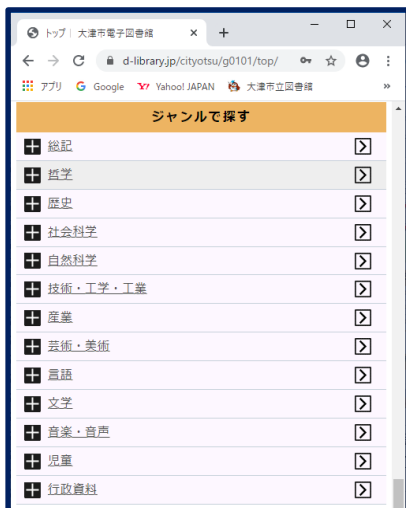 トップ | 大津市電子図書館
d-library.jp/cityotsu/g0101/top/
アプリ Google Yahoo! JAPAN 大津市立図書館 »
ジャンルで探す
総記
哲学
歴史
社会科学
自然科学
技術・工学・工業
産業
芸術・美術
言語
文学
音楽・音声
児童
行政資料